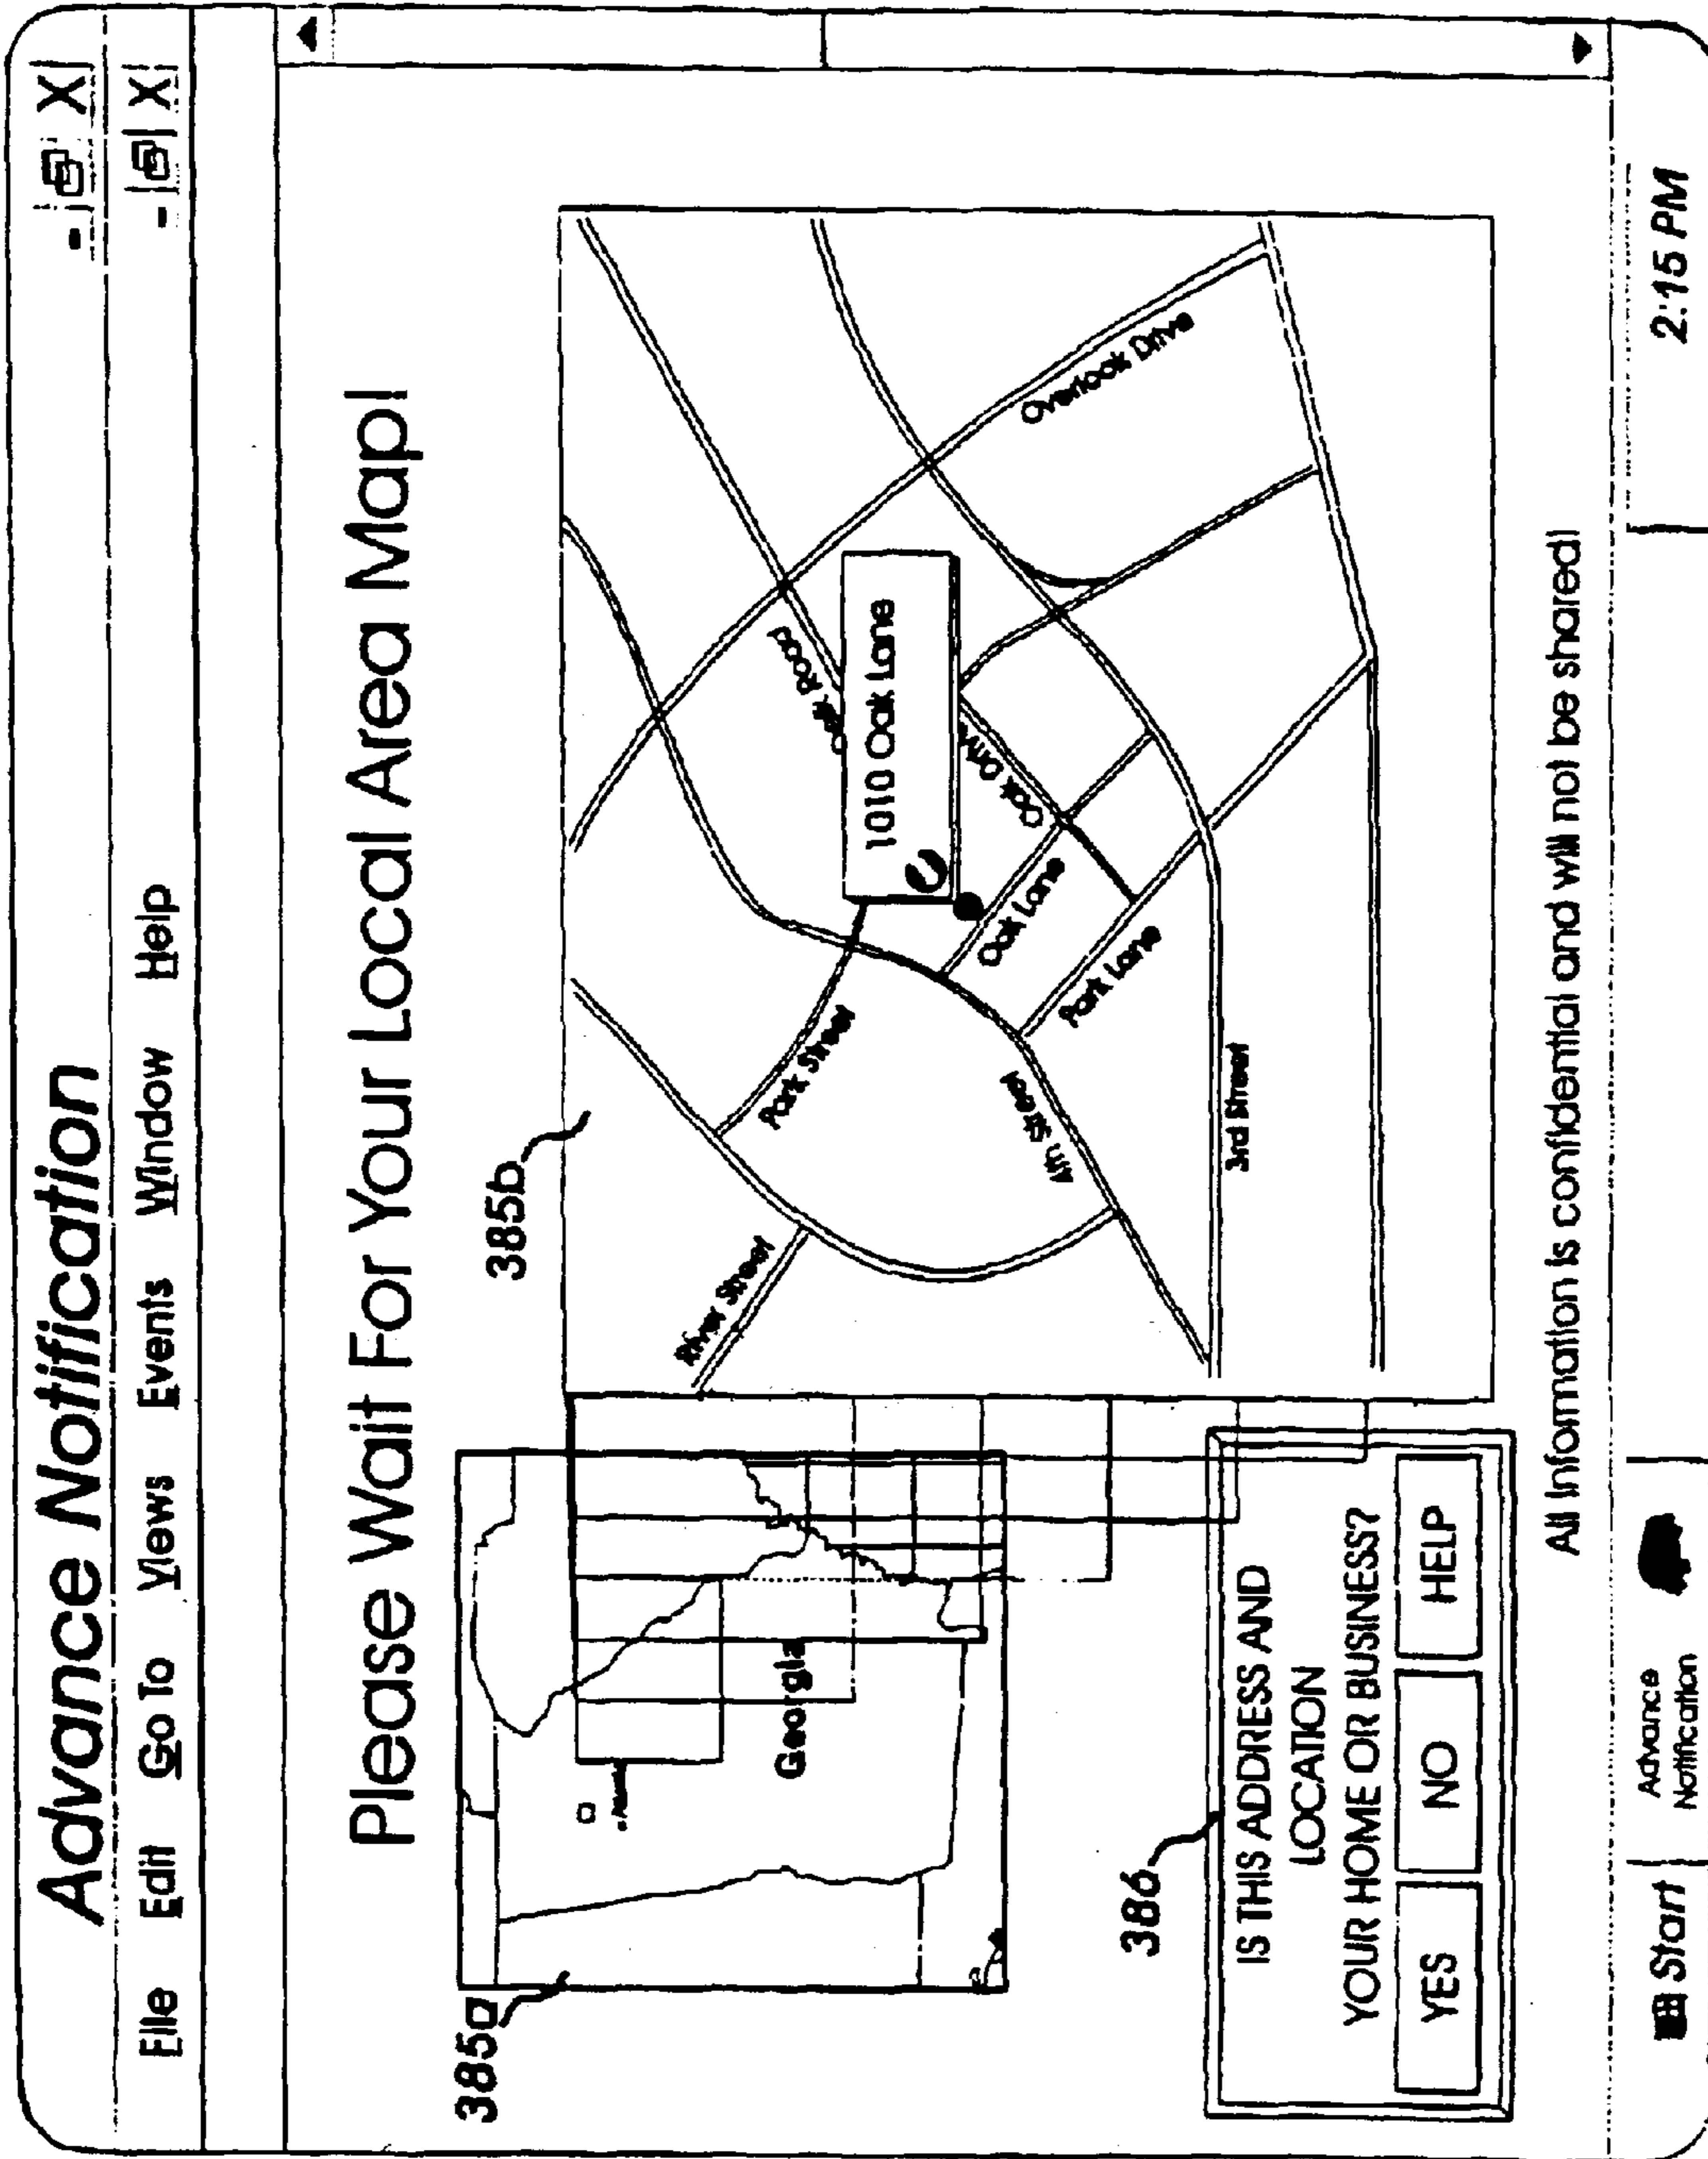 Advance Notification
File Edit Go To Views Events Window Help
Please Wait For Your Local Area Map!
385a
385b
Georgia
River Street
Park Street
1010 Oak Lane
Oak Lane
Park Lane
4th Street
3rd Street
Overlook Drive
386
IS THIS ADDRESS AND
LOCATION
YOUR HOME OR BUSINESS?
YES NO HELP
All information is confidential and will not be shared!
Start
Advance
Notification
2:15 PM